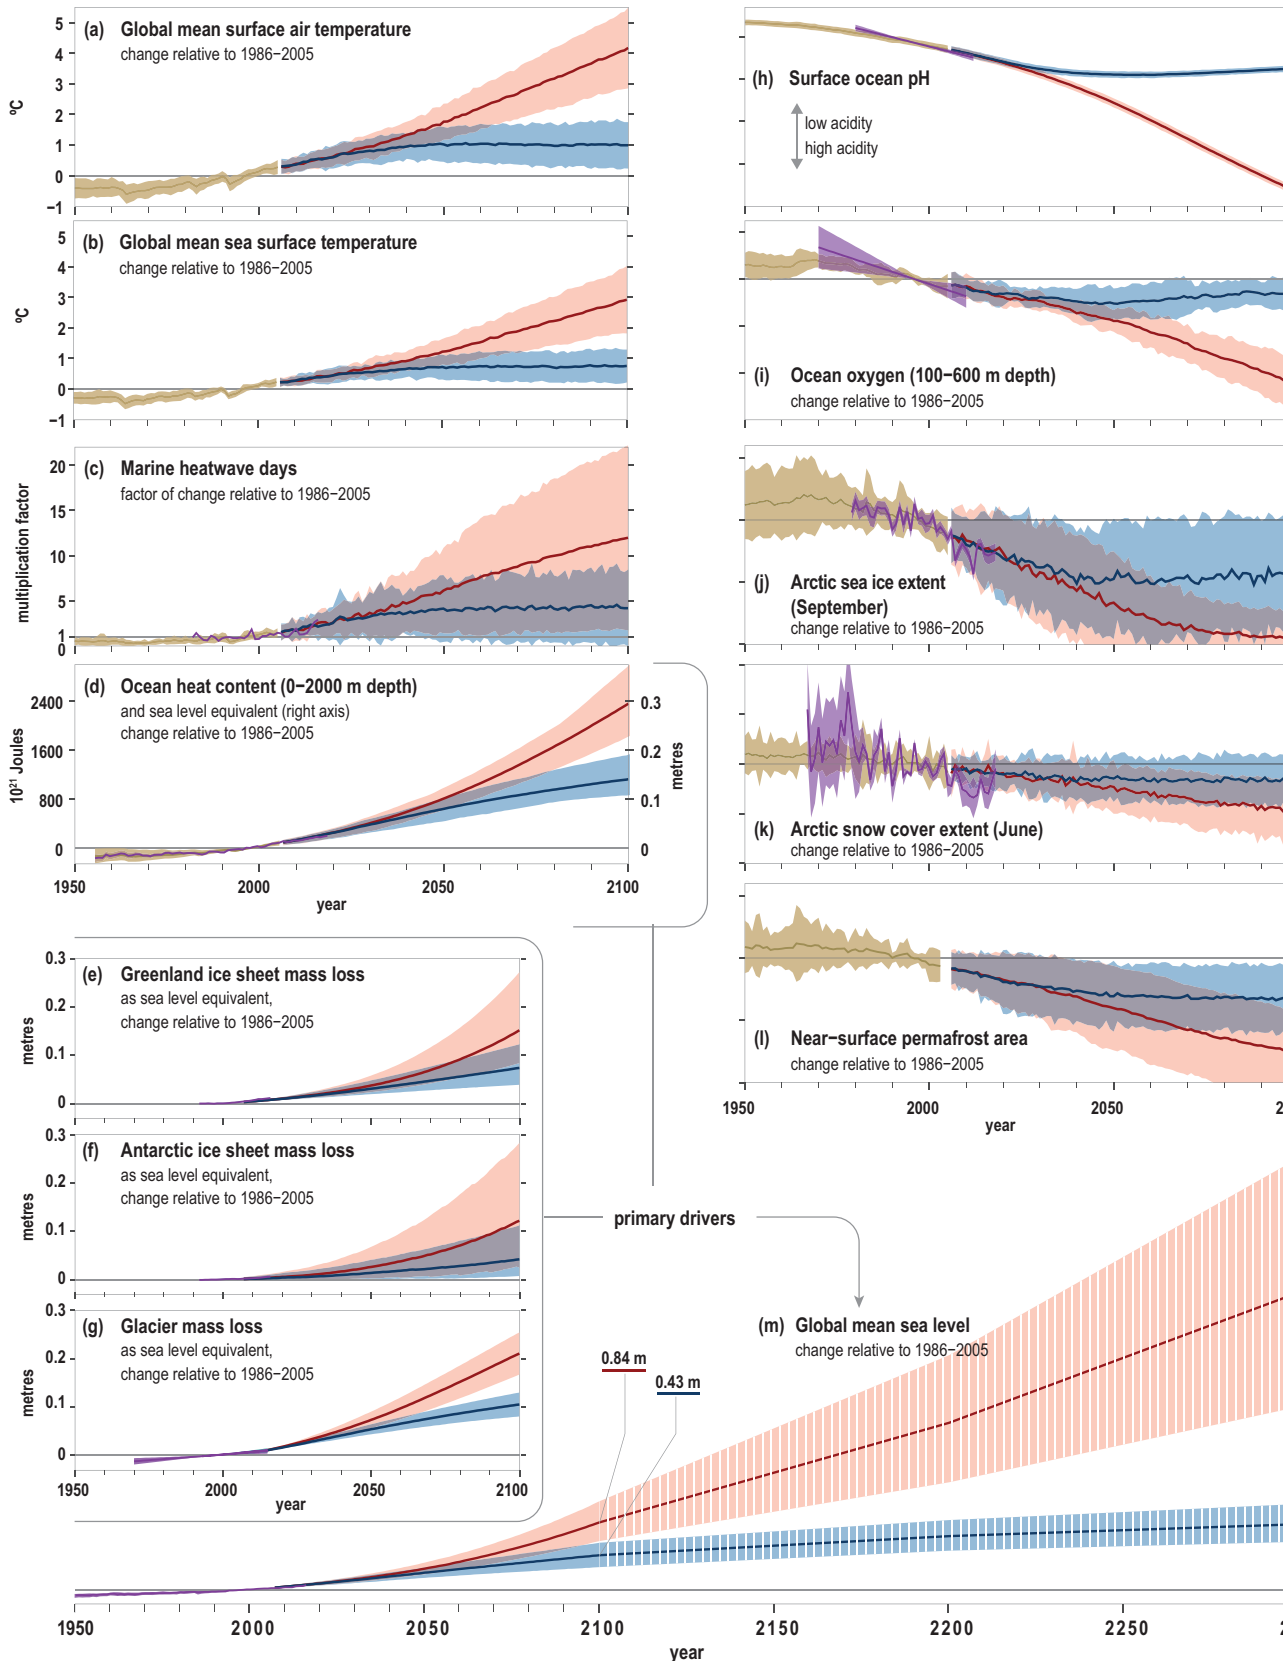 (a) Global mean surface air temperature
change relative to 1986–2005
5
4
3
2
1
0
–1
ºC
(b) Global mean sea surface temperature
change relative to 1986–2005
5
4
3
2
1
0
–1
ºC
(c) Marine heatwave days
factor of change relative to 1986–2005
20
15
10
5
1
0
multiplication factor
(d) Ocean heat content (0–2000 m depth)
and sea level equivalent (right axis)
change relative to 1986–2005
2400
1600
800
0
10²¹ Joules
0.3
0.2
0.1
0
metres
1950 2000 2050 2100
year
(e) Greenland ice sheet mass loss
as sea level equivalent,
change relative to 1986–2005
0.3
0.2
0.1
0
metres
(f) Antarctic ice sheet mass loss
as sea level equivalent,
change relative to 1986–2005
0.3
0.2
0.1
0
metres
(g) Glacier mass loss
as sea level equivalent,
change relative to 1986–2005
0.3
0.2
0.1
0
metres
1950 2000 2050 2100
year
(h) Surface ocean pH
low acidity
high acidity
(i) Ocean oxygen (100–600 m depth)
change relative to 1986–2005
(j) Arctic sea ice extent
(September)
change relative to 1986–2005
(k) Arctic snow cover extent (June)
change relative to 1986–2005
(l) Near–surface permafrost area
change relative to 1986–2005
1950 2000 2050 2
year
primary drivers
(m) Global mean sea level
change relative to 1986–2005
0.84 m
0.43 m
1950 2000 2050 2100 2150 2200 2250 2
year